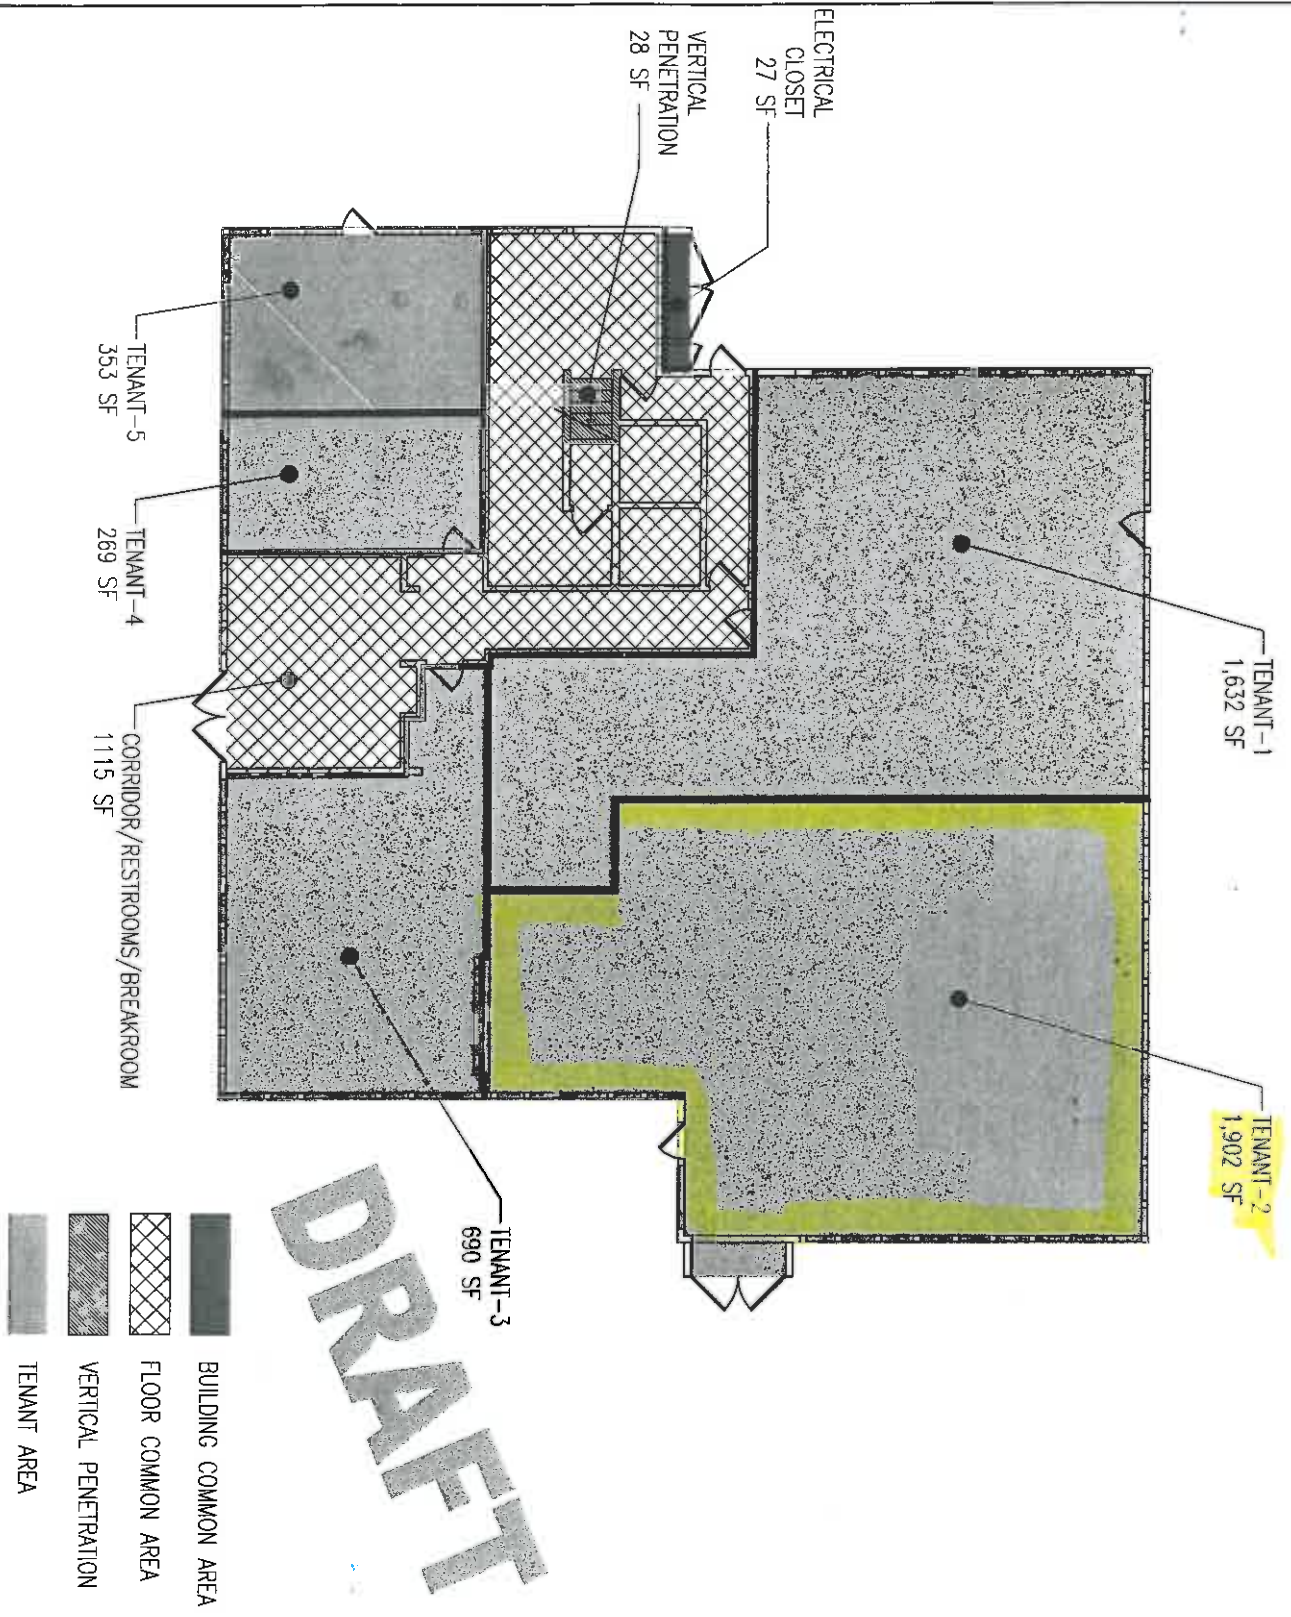 ELECTRICAL
CLOSET
27 SF
VERTICAL
PENETRATION
28 SF
TENANT-1
1,632 SF
TENANT-2
1,902 SF
TENANT-5
353 SF
TENANT-4
269 SF
CORRIDOR/RESTROOMS/BREAKROOM
1115 SF
TENANT-3
690 SF
DRAFT
BUILDING COMMON AREA
FLOOR COMMON AREA
VERTICAL PENETRATION
TENANT AREA